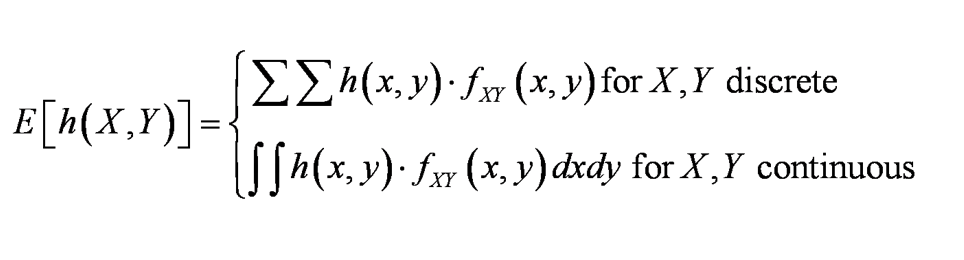 E[h(X,Y)] = { ∑∑h(x,y)·f_XY(x,y) for X,Y discrete
∫∫h(x,y)·f_XY(x,y)dxdy for X,Y continuous